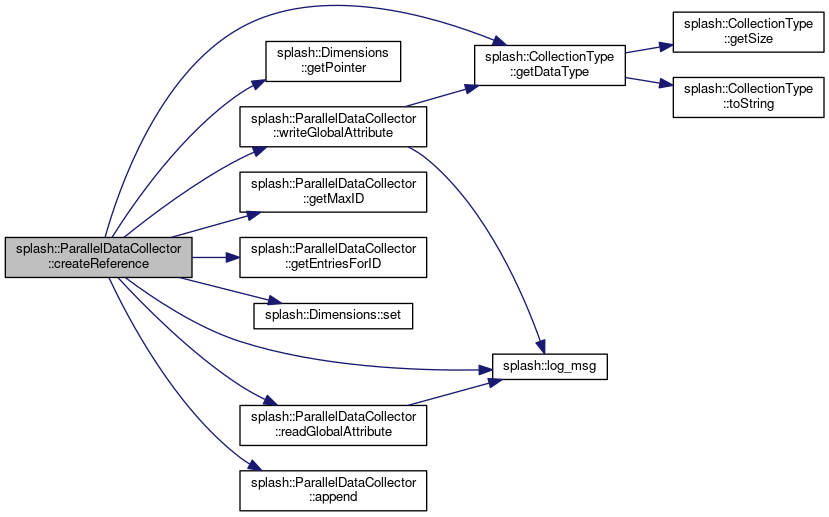 splash::ParallelDataCollector
::createReference
splash::Dimensions
::getPointer
splash::ParallelDataCollector
::writeGlobalAttribute
splash::ParallelDataCollector
::getMaxID
splash::ParallelDataCollector
::getEntriesForID
splash::Dimensions::set
splash::ParallelDataCollector
::readGlobalAttribute
splash::ParallelDataCollector
::append
splash::CollectionType
::getDataType
splash::log_msg
splash::CollectionType
::getSize
splash::CollectionType
::toString